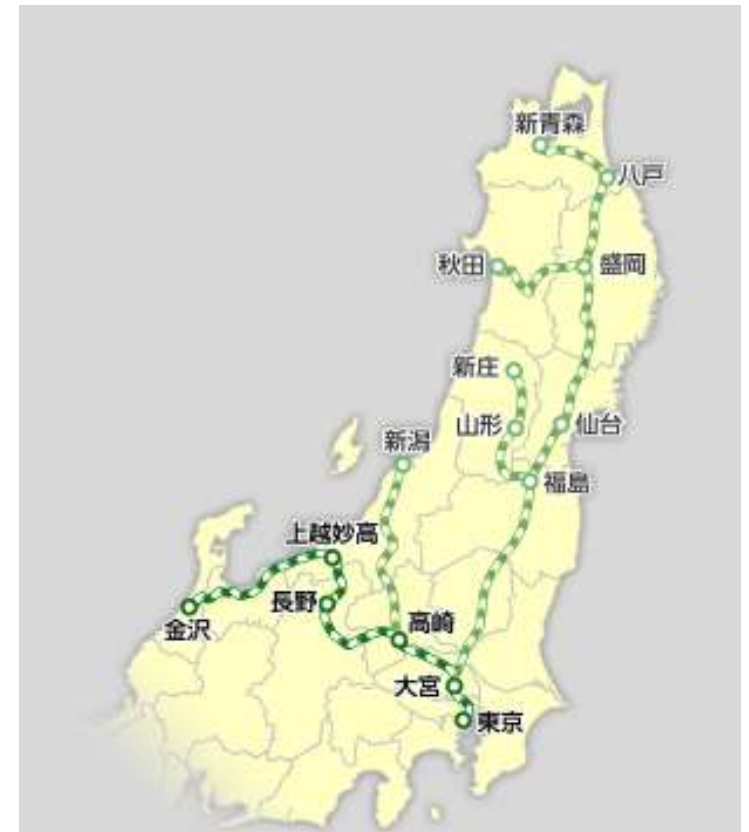 新青森
八戸
秋田
盛岡
新庄
山形
仙台
新潟
福島
上越妙高
長野
金沢
高崎
大宮
東京